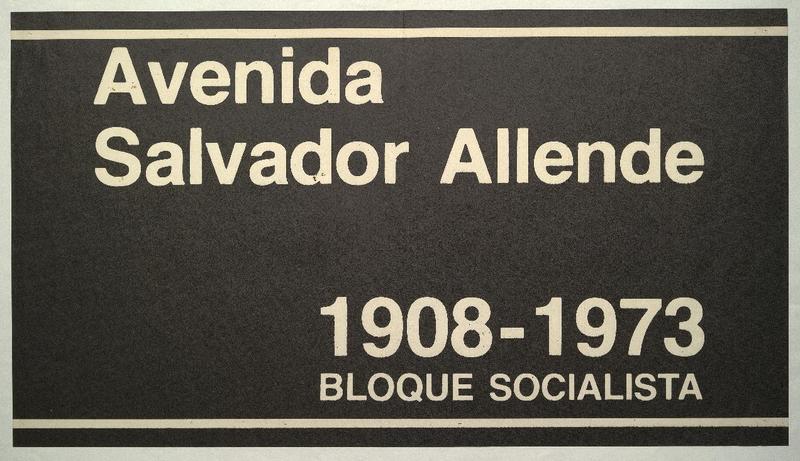 Avenida
Salvador Allende
1908-1973
BLOQUE SOCIALISTA